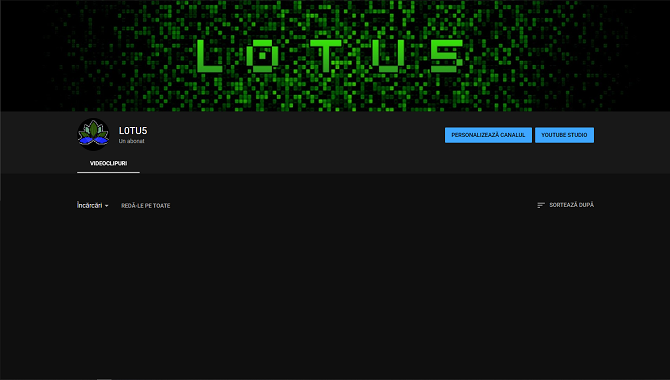 L0TU5
L0TU5
Un abonat
PERSONALIZEAZĂ CANALUL
YOUTUBE STUDIO
VIDEOCLIPURI
Încărcări
REDĂ-LE PE TOATE
SORTEAZĂ DUPĂ